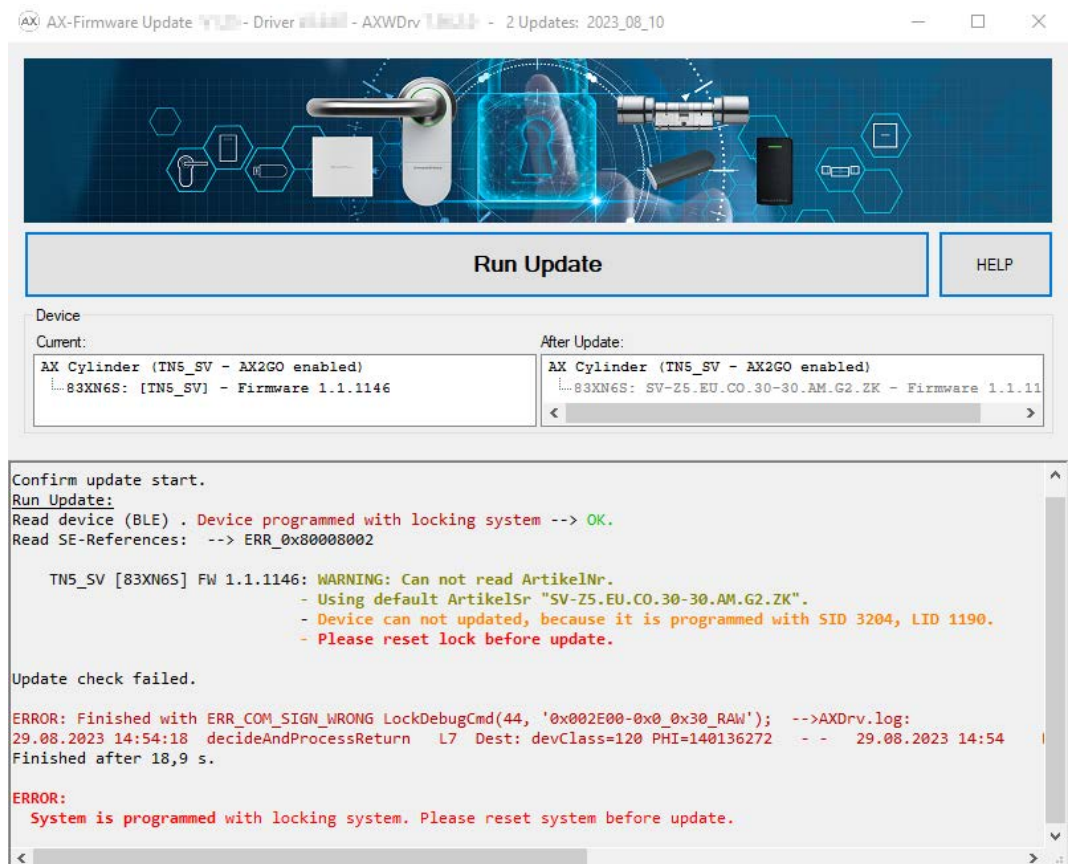 AX AX-Firmware Update - Driver - AXWDrv - 2 Updates: 2023_08_10
Run Update
HELP
Device
Current:
After Update:
AX Cylinder (TN5_SV - AX2GO enabled)
83XN6S: [TN5_SV] - Firmware 1.1.1146
AX Cylinder (TN5_SV - AX2GO enabled)
83XN6S: SV-Z5.EU.CO.30-30.AM.G2.ZK - Firmware 1.1.11
Confirm update start.
Run Update:
Read device (BLE) . Device programmed with locking system --> OK.
Read SE-References: --> ERR_0x80008002
TN5_SV [83XN6S] FW 1.1.1146: WARNING: Can not read ArtikelNr.
- Using default ArtikelSr "SV-Z5.EU.CO.30-30.AM.G2.ZK".
- Device can not updated, because it is programmed with SID 3204, LID 1190.
- Please reset lock before update.
Update check failed.
ERROR: Finished with ERR_COM_SIGN_WRONG LockDebugCmd(44, '0x002E00-0x0_0x30_RAW'); -->AXDrv.log:
29.08.2023 14:54:18 decideAndProcessReturn L7 Dest: devClass=120 PHI=140136272 - - 29.08.2023 14:54
Finished after 18,9 s.
ERROR:
System is programmed with locking system. Please reset system before update.